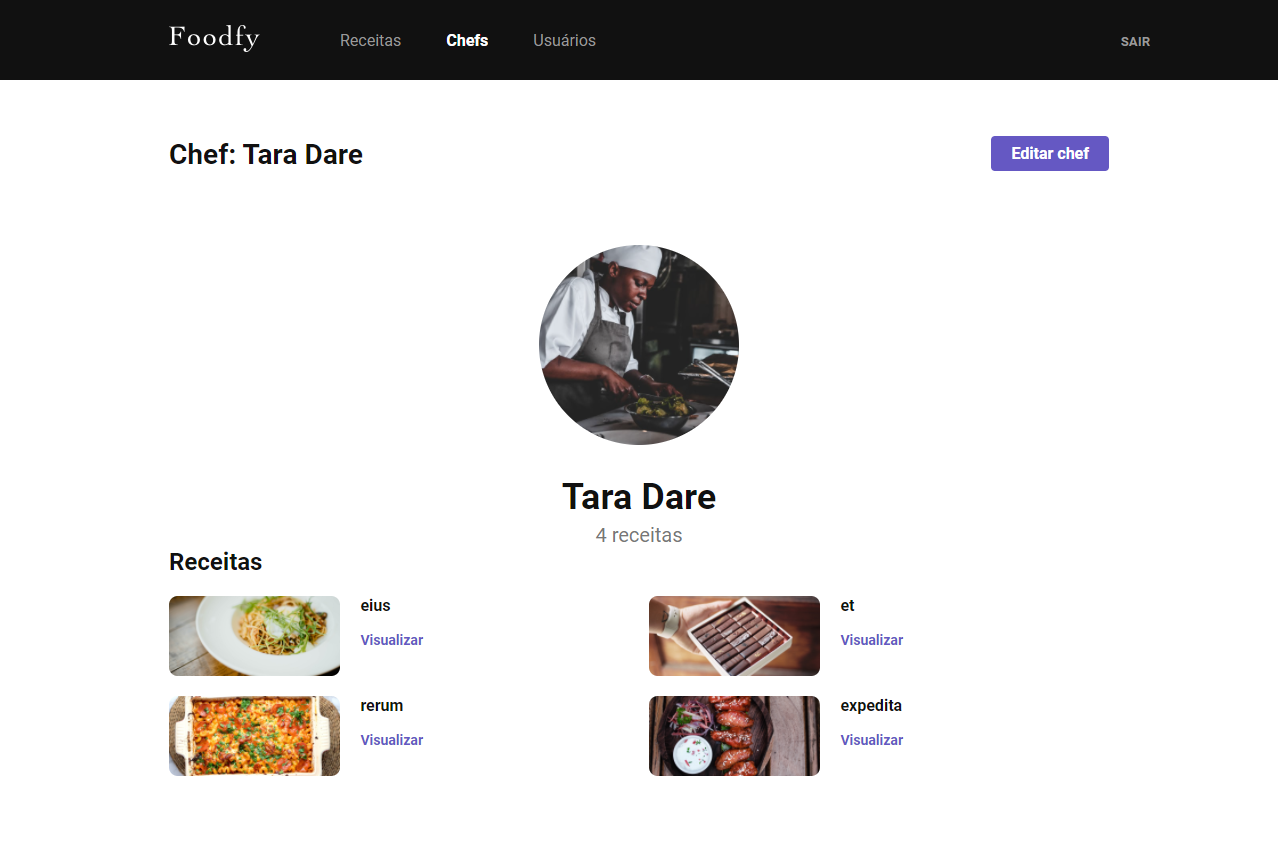 Foodfy Receitas Chefs Usuários SAIR
Chef: Tara Dare Editar chef
Tara Dare
4 receitas
Receitas
eius
Visualizar
et
Visualizar
rerum
Visualizar
expedita
Visualizar